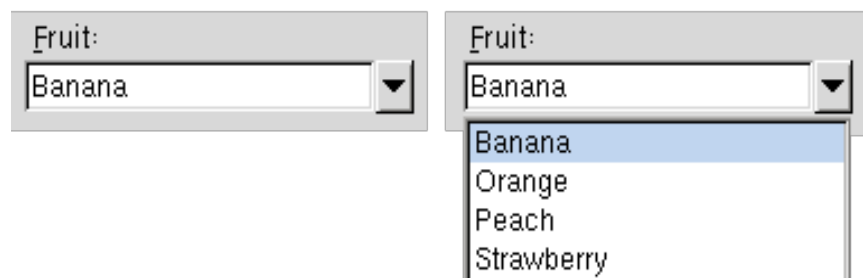 Fruit:
Banana
Fruit:
Banana
Banana
Orange
Peach
Strawberry